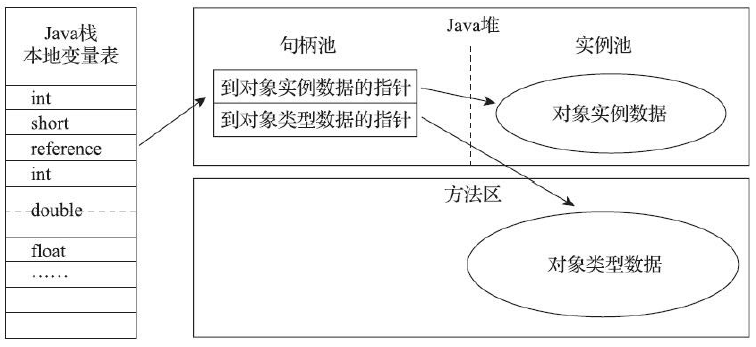 Java栈
本地变量表
int
short
reference
int
double
float
……
Java堆
句柄池
实例池
到对象实例数据的指针
到对象类型数据的指针
对象实例数据
方法区
对象类型数据